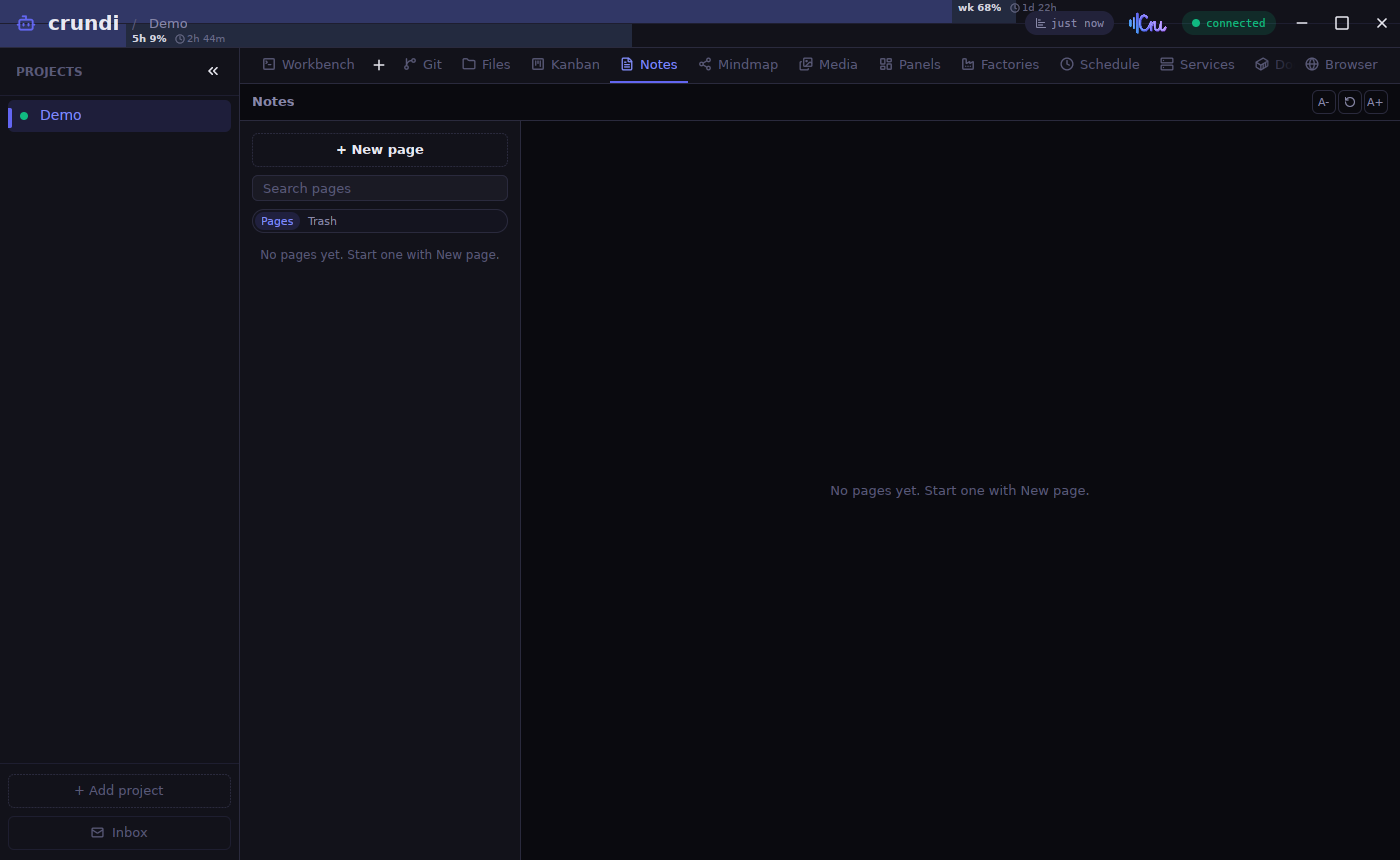 wk 68% 1d 22h
crundi / Demo
5h 9% 2h 44m
just now
Cru
connected
PROJECTS
Workbench
Git
Files
Kanban
Notes
Mindmap
Media
Panels
Factories
Schedule
Services
Do
Browser
Notes
A-
A+
Demo
+ New page
Search pages
Pages
Trash
No pages yet. Start one with New page.
No pages yet. Start one with New page.
+ Add project
Inbox